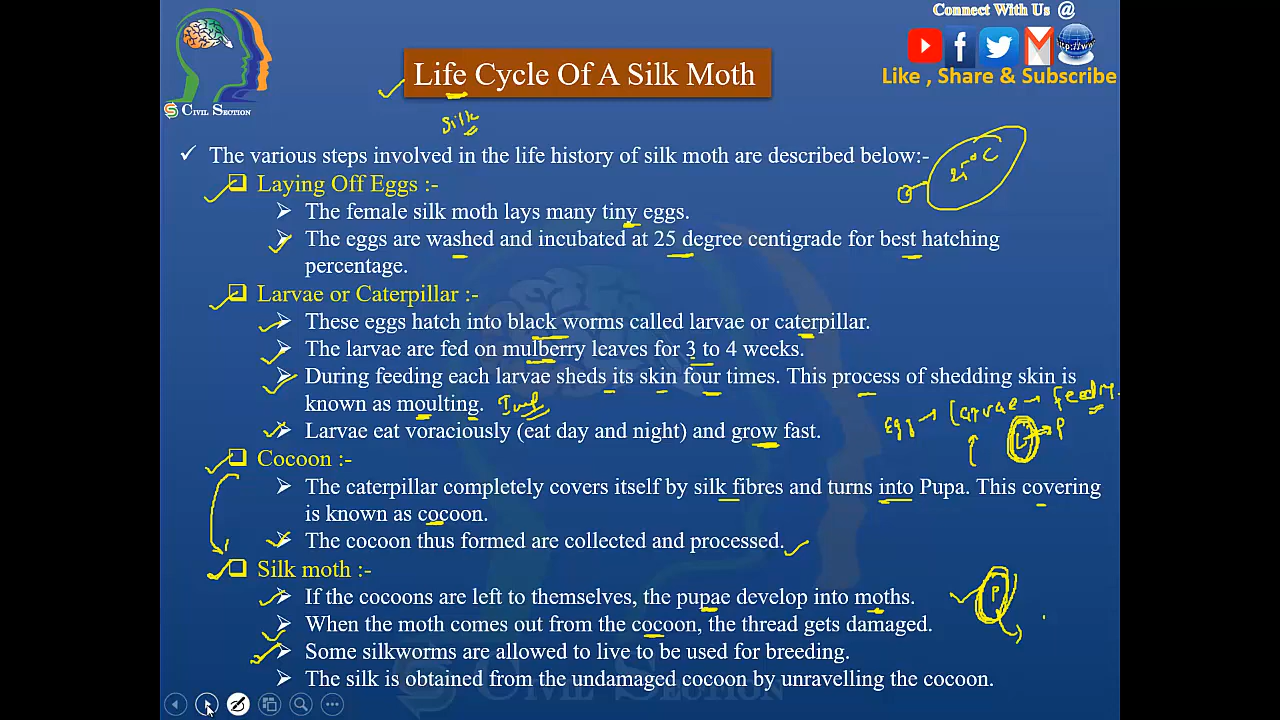 Connect With Us @
Like , Share & Subscribe
CIVIL SECTION
Life Cycle Of A Silk Moth
Silk
✓ The various steps involved in the life history of silk moth are described below:-
25°C
❑ Laying Off Eggs :-
➢ The female silk moth lays many tiny eggs.
➢ The eggs are washed and incubated at 25 degree centigrade for best hatching
percentage.
❑ Larvae or Caterpillar :-
➢ These eggs hatch into black worms called larvae or caterpillar.
➢ The larvae are fed on mulberry leaves for 3 to 4 weeks.
➢ During feeding each larvae sheds its skin four times. This process of shedding skin is
known as moulting.
Egg → Larvae → feeding
L → P
➢ Larvae eat voraciously (eat day and night) and grow fast.
❑ Cocoon :-
➢ The caterpillar completely covers itself by silk fibres and turns into Pupa. This covering
is known as cocoon.
➢ The cocoon thus formed are collected and processed.
❑ Silk moth :-
➢ If the cocoons are left to themselves, the pupae develop into moths.
P
➢ When the moth comes out from the cocoon, the thread gets damaged.
➢ Some silkworms are allowed to live to be used for breeding.
➢ The silk is obtained from the undamaged cocoon by unravelling the cocoon.
CIVIL SECTION